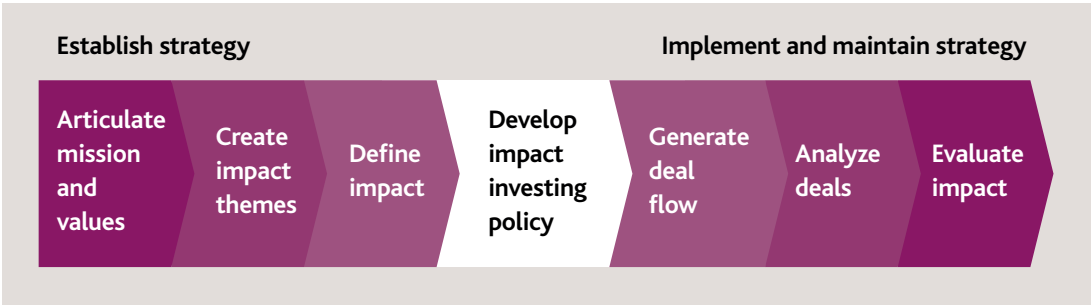 Establish strategy
Implement and maintain strategy
Articulate
mission
and
values
Create
impact
themes
Define
impact
Develop
impact
investing
policy
Generate
deal
flow
Analyze
deals
Evaluate
impact